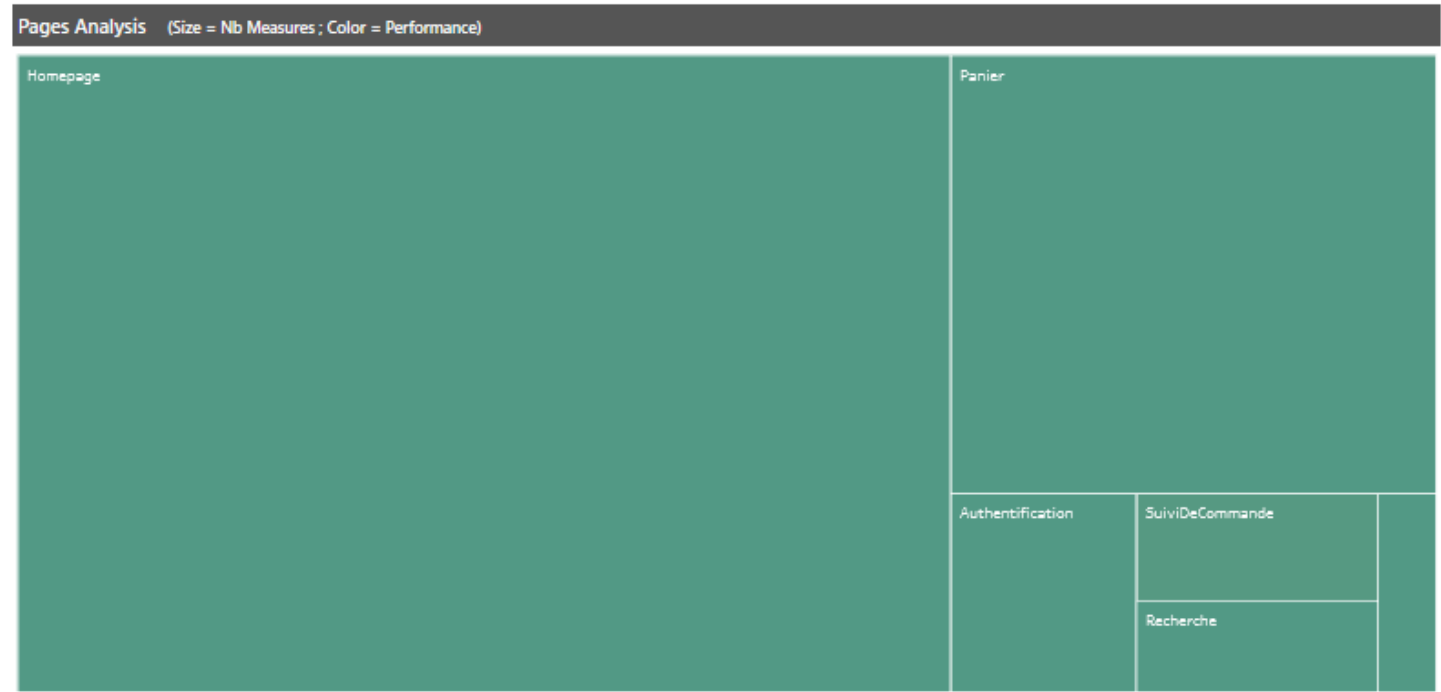 Pages Analysis (Size = Nb Measures ; Color = Performance)
Homepage
Panier
Authentification
SuiviDeCommande
Recherche